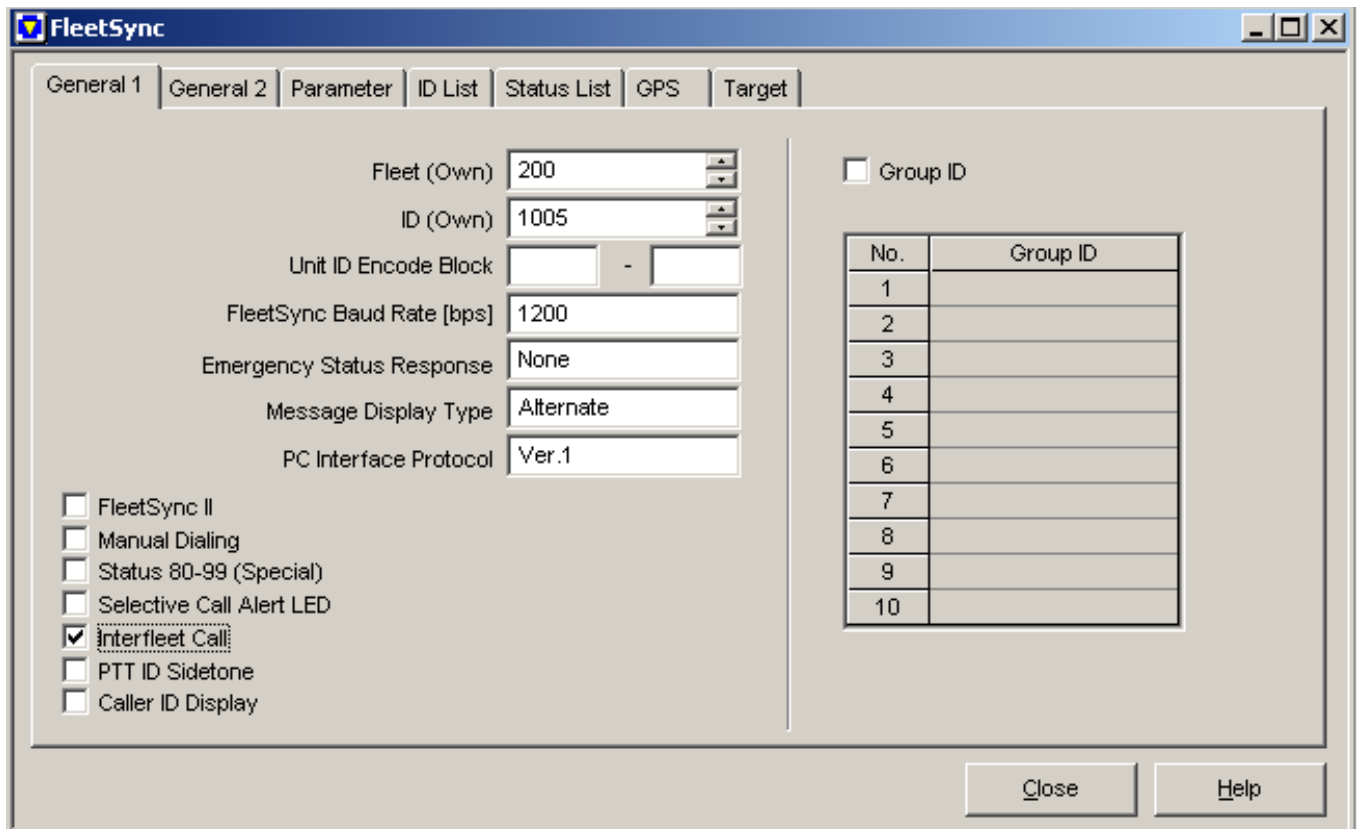 FleetSync
General 1 General 2 Parameter ID List Status List GPS Target
Fleet (Own) 200
ID (Own) 1005
Unit ID Encode Block -
FleetSync Baud Rate [bps] 1200
Emergency Status Response None
Message Display Type Alternate
PC Interface Protocol Ver.1
FleetSync II
Manual Dialing
Status 80-99 (Special)
Selective Call Alert LED
Interfleet Call
PTT ID Sidetone
Caller ID Display
Group ID
No. Group ID
1
2
3
4
5
6
7
8
9
10
Close Help